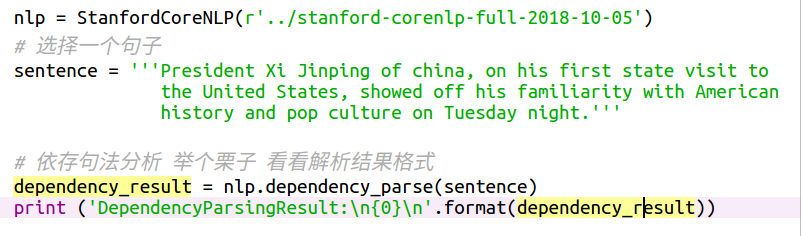 nlp = StanfordCoreNLP(r'../stanford-corenlp-full-2018-10-05')
# 选择一个句子
sentence = '''President Xi Jinping of china, on his first state visit to
the United States, showed off his familiarity with American
history and pop culture on Tuesday night.'''
# 依存句法分析 举个栗子 看看解析结果格式
dependency_result = nlp.dependency_parse(sentence)
print ('DependencyParsingResult:\n{0}\n'.format(dependency_result))